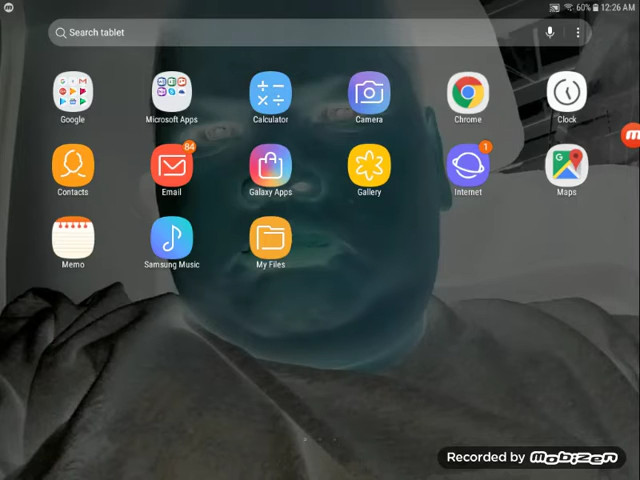 60% 12:26 AM
Search tablet
Google Microsoft Apps Calculator Camera Chrome Clock
84 1
Contacts Email Galaxy Apps Gallery Internet Maps
Memo Samsung Music My Files
Recorded by Mobizen